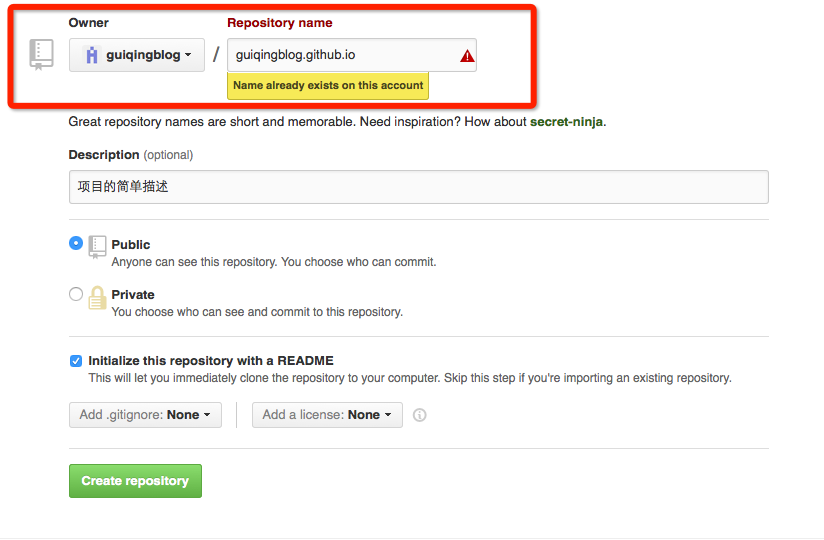 Owner Repository name
guiqingblog / guiqingblog.github.io
Name already exists on this account
Great repository names are short and memorable. Need inspiration? How about secret-ninja.
Description (optional)
项目的简单描述
Public
Anyone can see this repository. You choose who can commit.
Private
You choose who can see and commit to this repository.
Initialize this repository with a README
This will let you immediately clone the repository to your computer. Skip this step if you're importing an existing repository.
Add .gitignore: None Add a license: None
Create repository